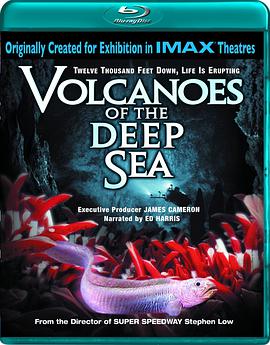 Blu-ray Disc
Originally Created for Exhibition in IMAX Theatres
TWELVE THOUSAND FEET DOWN, LIFE IS ERUPTING
VOLCANOES
OF THE
DEEP
SEA
Executive Producer JAMES CAMERON
Narrated by ED HARRIS
From the Director of SUPER SPEEDWAY Stephen Low